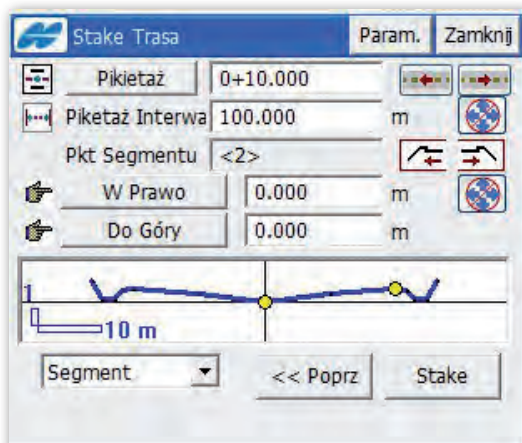 Stake Trasa Param. Zamknij
Pikietaż 0+10.000
Piketaż Interwa 100.000 m
Pkt Segmentu <2>
W Prawo 0.000 m
Do Góry 0.000 m
1
10 m
Segment << Poprz Stake